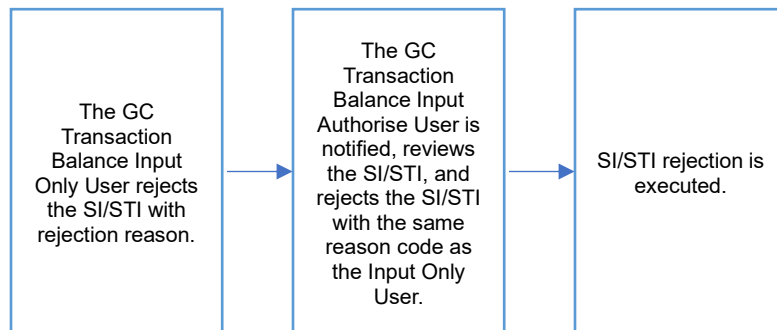 The GC
Transaction
Balance Input
Only User rejects
the SI/STI with
rejection reason.
The GC
Transaction
Balance Input
Authorise User is
notified, reviews
the SI/STI, and
rejects the SI/STI
with the same
reason code as
the Input Only
User.
SI/STI rejection is
executed.